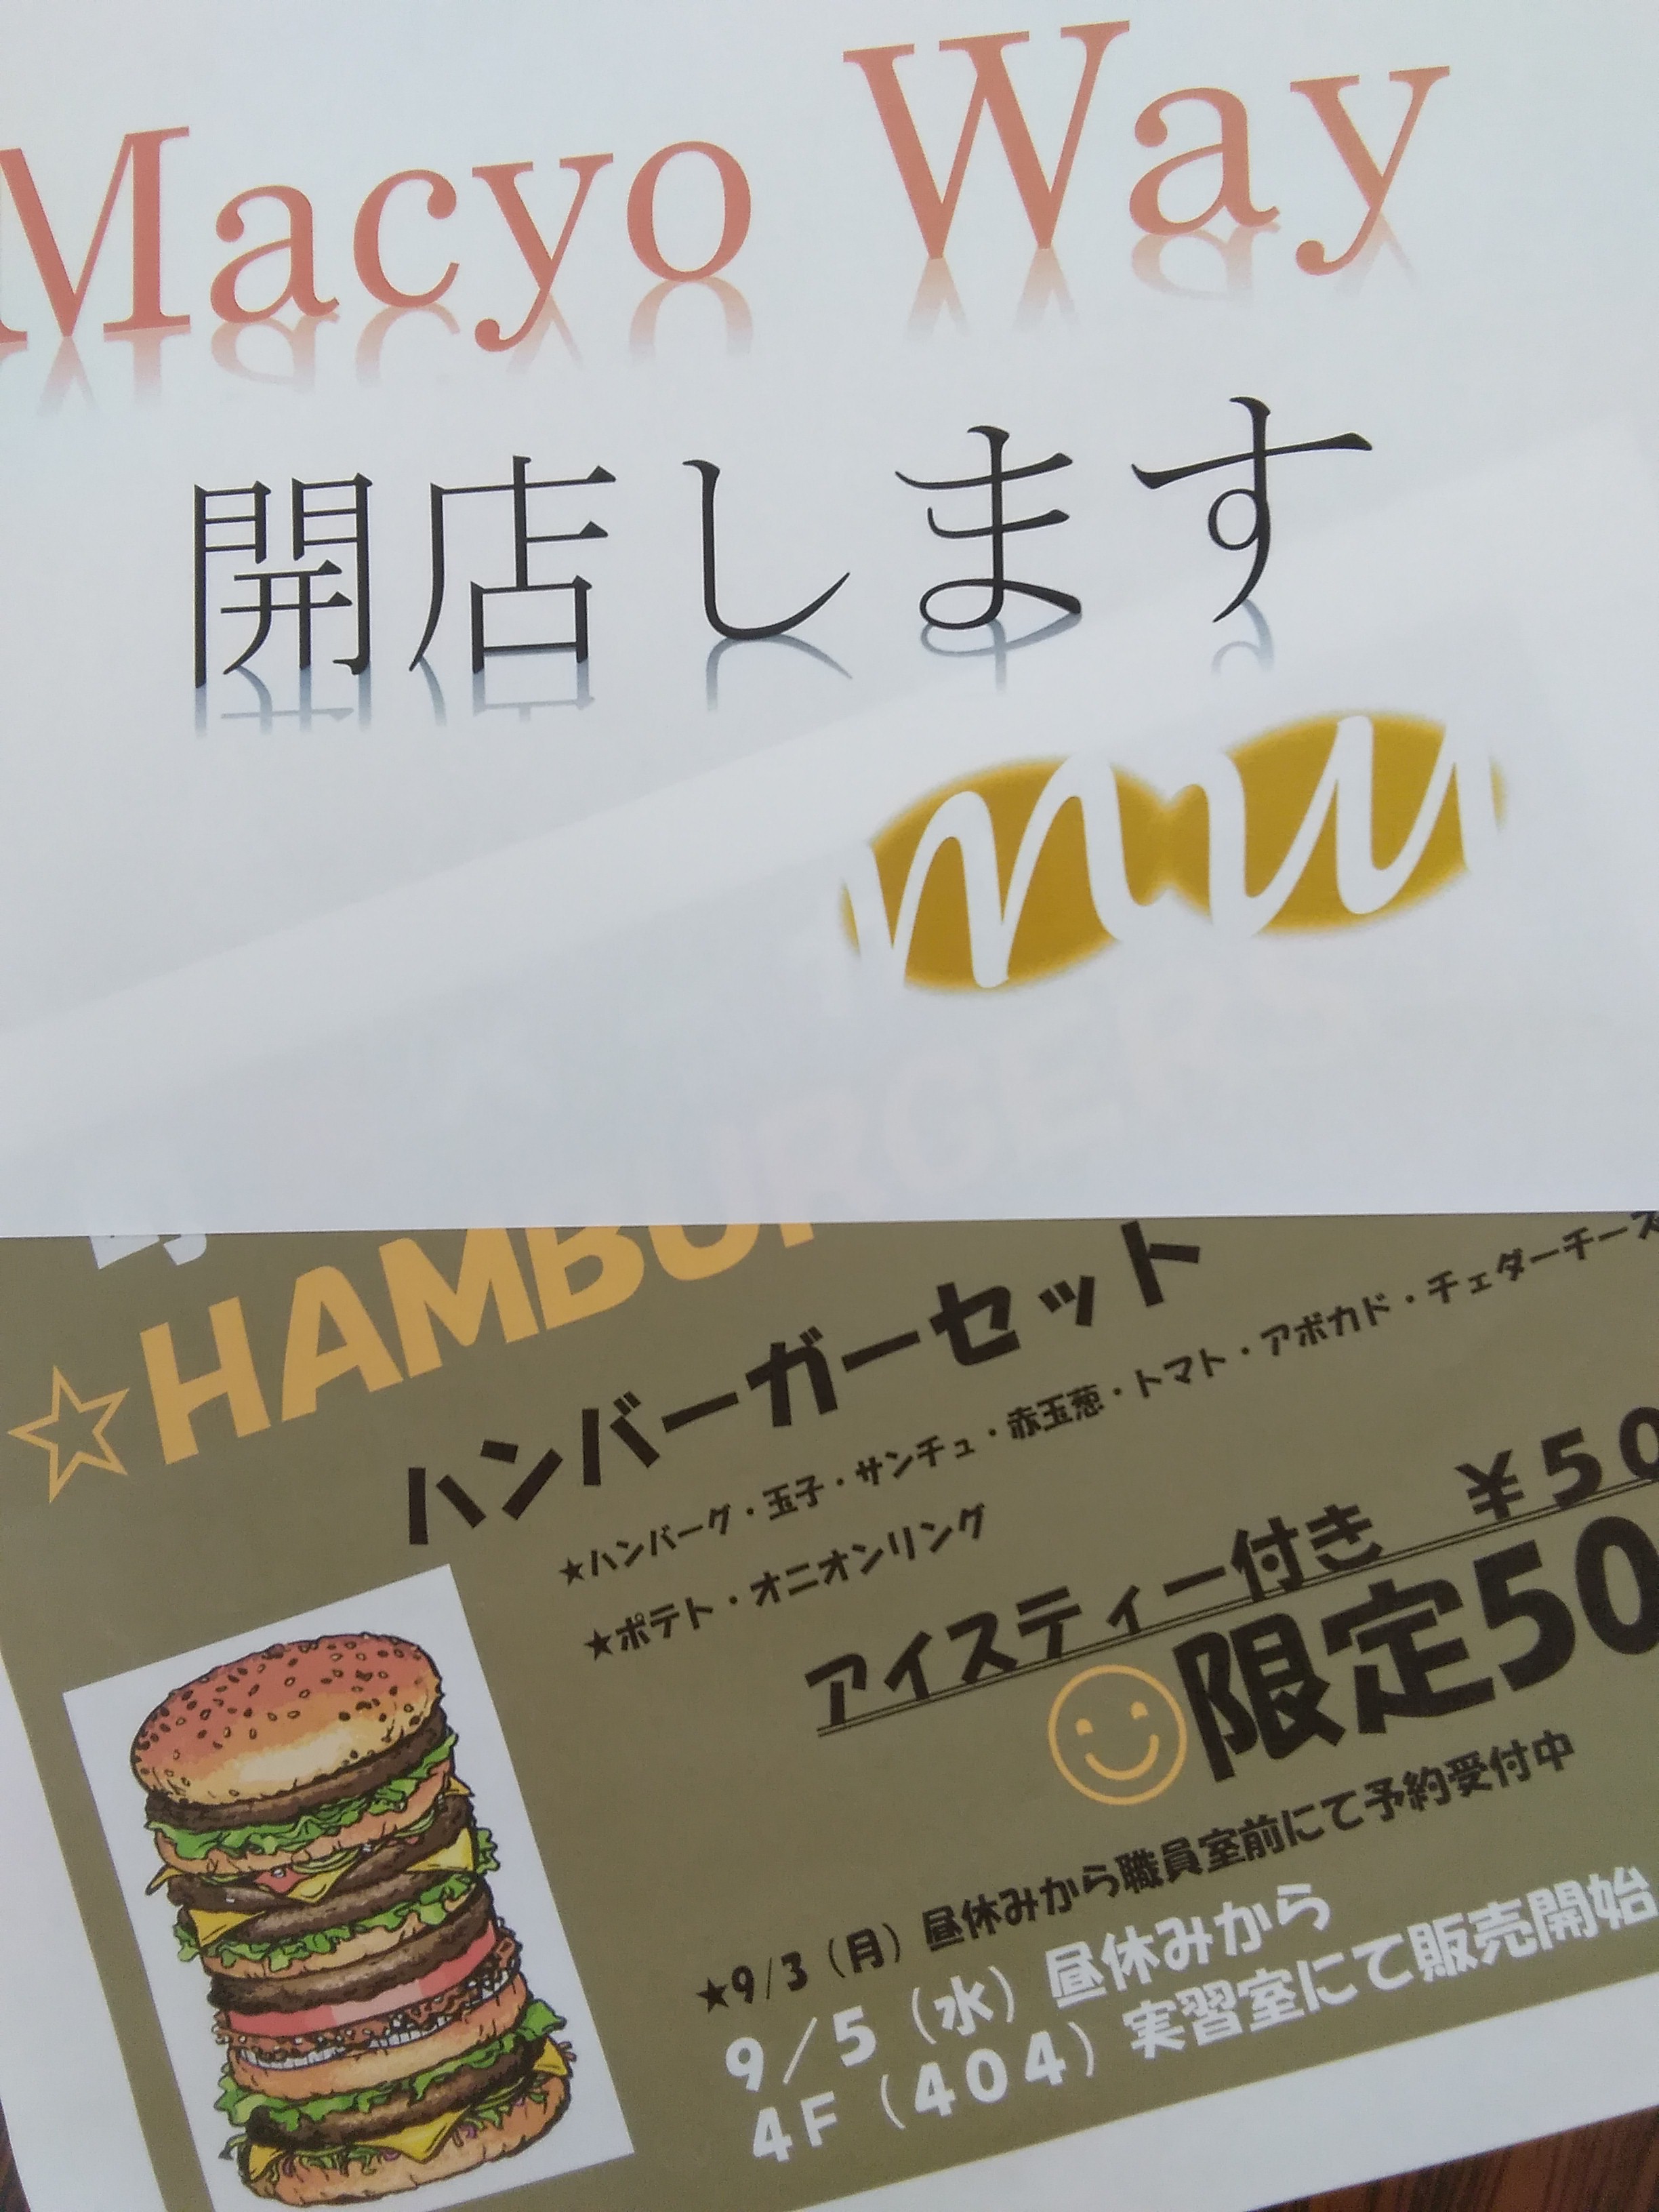 Macyo Way
開店します
☆HAMBUR
ハンバーガーセット
★ハンバーグ・玉子・サンチュ・赤玉葱・トマト・アボカド・チェダーチーズ
★ポテト・オニオンリング
アイスティー付き ￥50
限定50
★9/3（月）昼休みから職員室前にて予約受付中
9／5（水）昼休みから
4F（404）実習室にて販売開始